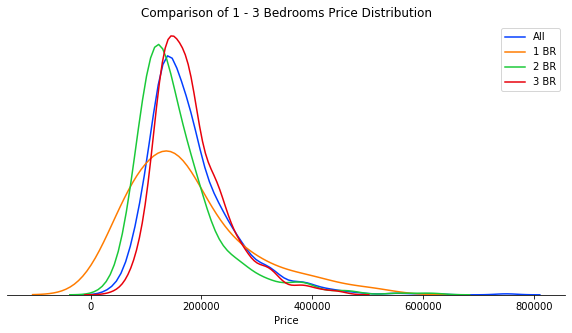 Comparison of 1 - 3 Bedrooms Price Distribution
All
1 BR
2 BR
3 BR
0 200000 400000 600000 800000
Price